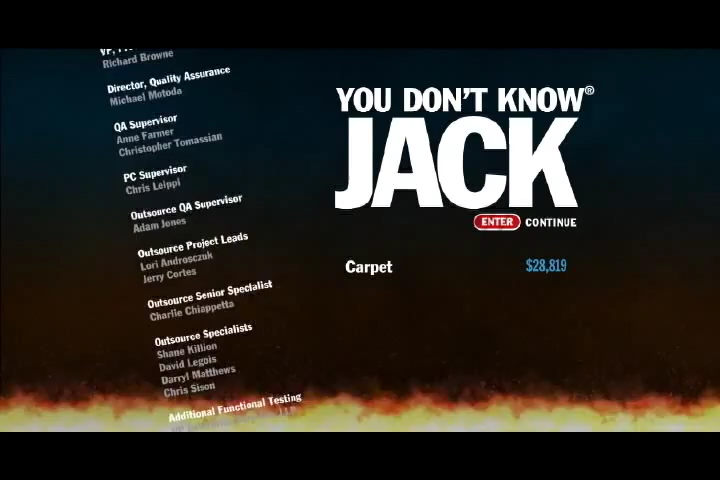 Richard Browne
Director, Quality Assurance
Michael Motoda
QA Supervisor
Anne Farmer
Christopher Tomassian
PC Supervisor
Chris Leippi
Outsource QA Supervisor
Adam Jones
Outsource Project Leads
Lori Androsczuk
Jerry Cortes
Outsource Senior Specialist
Charlie Chiappetta
Outsource Specialists
Shane Killion
David Legois
Darryl Matthews
Chris Sison
Additional Functional Testing
YOU DON'T KNOW®
JACK
ENTER CONTINUE
Carpet $28,819